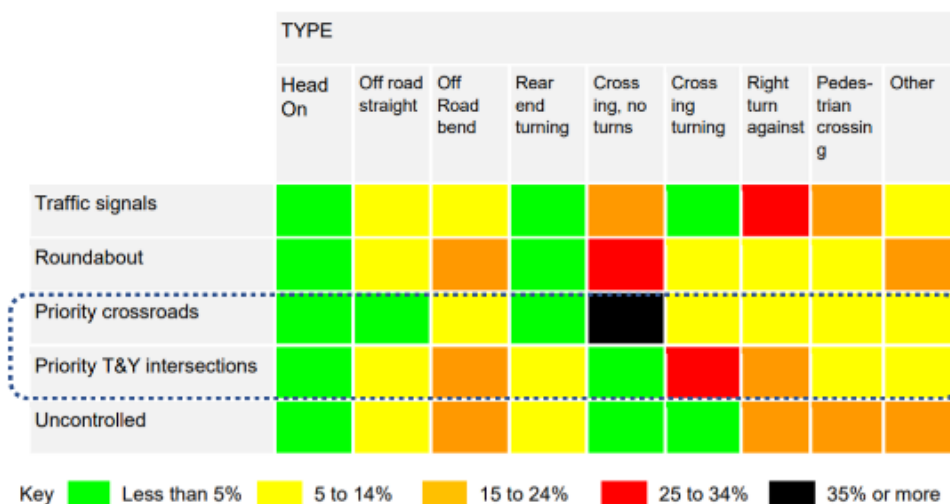 TYPE
Head On
Off road straight
Off Road bend
Rear end turning
Cross ing, no turns
Cross ing turning
Right turn against
Pedes- trian crossin g
Other
Traffic signals
Roundabout
Priority crossroads
Priority T&Y intersections
Uncontrolled
Key Less than 5% 5 to 14% 15 to 24% 25 to 34% 35% or more